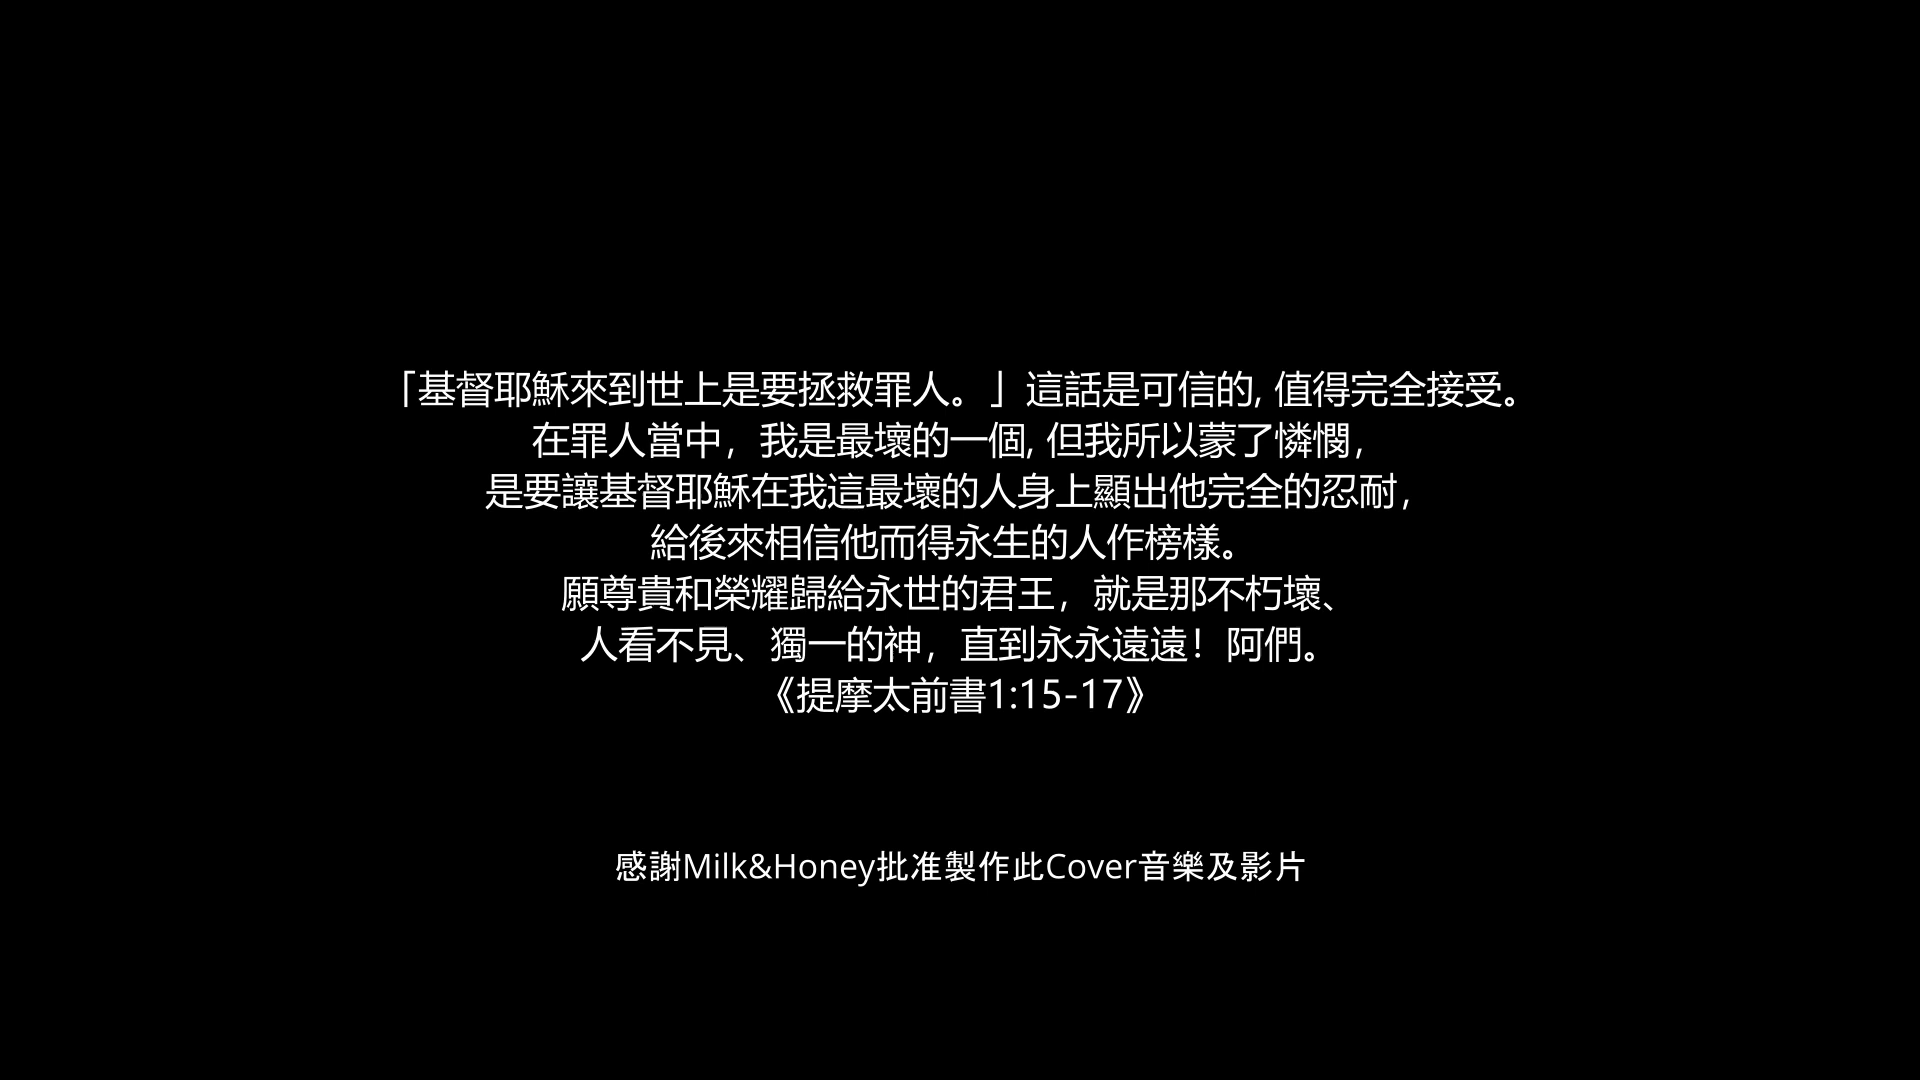 「基督耶穌來到世上是要拯救罪人。」這話是可信的, 值得完全接受。
在罪人當中，我是最壞的一個, 但我所以蒙了憐憫，
是要讓基督耶穌在我這最壞的人身上顯出他完全的忍耐，
給後來相信他而得永生的人作榜樣。
願尊貴和榮耀歸給永世的君王，就是那不朽壞、
人看不見、獨一的神，直到永永遠遠！阿們。
《提摩太前書1:15-17》
感謝Milk&Honey批准製作此Cover音樂及影片